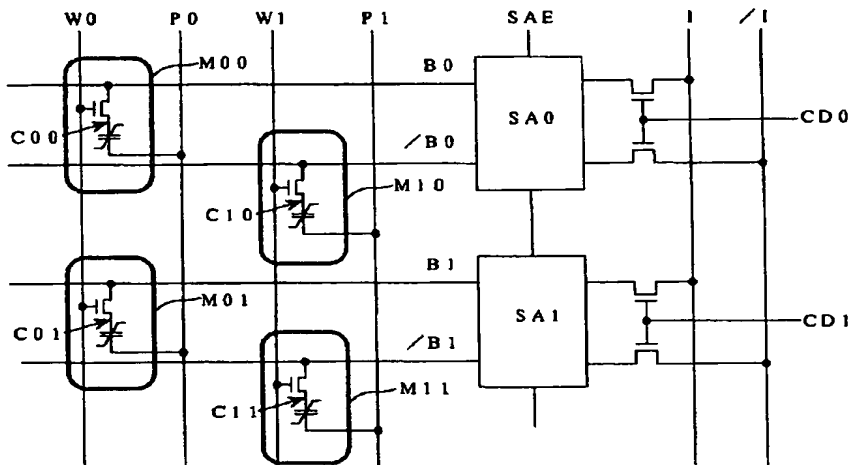 W0 P0 W1 P1 SAE I /I
M00 B0
C00 SA0 CD0
/B0
C10 M10
B1
M01
C01 SA1 CD1
/B1
C11 M11